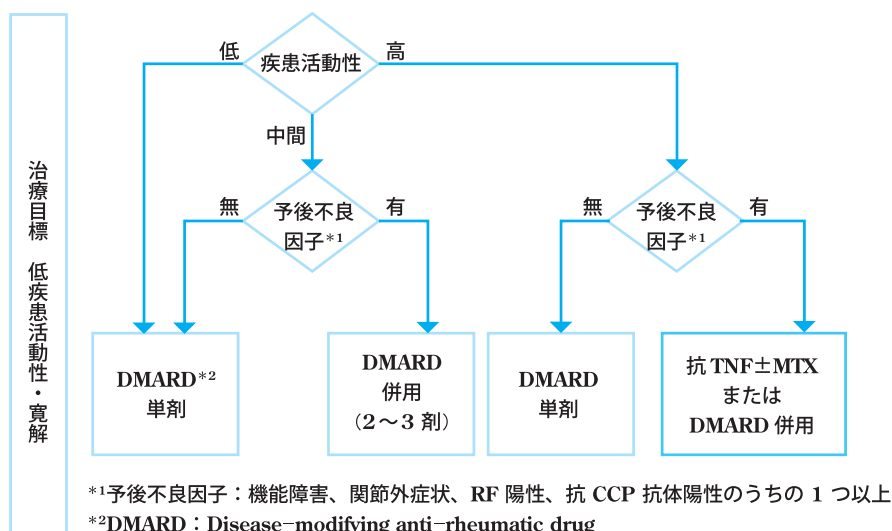 治療目標 低疾患活動性・寛解
疾患活動性
低
高
中間
予後不良
因子*1
無
有
予後不良
因子*1
無
有
DMARD*2
単剤
DMARD
併用
(2〜3 剤)
DMARD
単剤
抗 TNF±MTX
または
DMARD 併用
*1予後不良因子：機能障害、関節外症状、RF 陽性、抗 CCP 抗体陽性のうちの 1 つ以上
*2DMARD：Disease-modifying anti-rheumatic drug